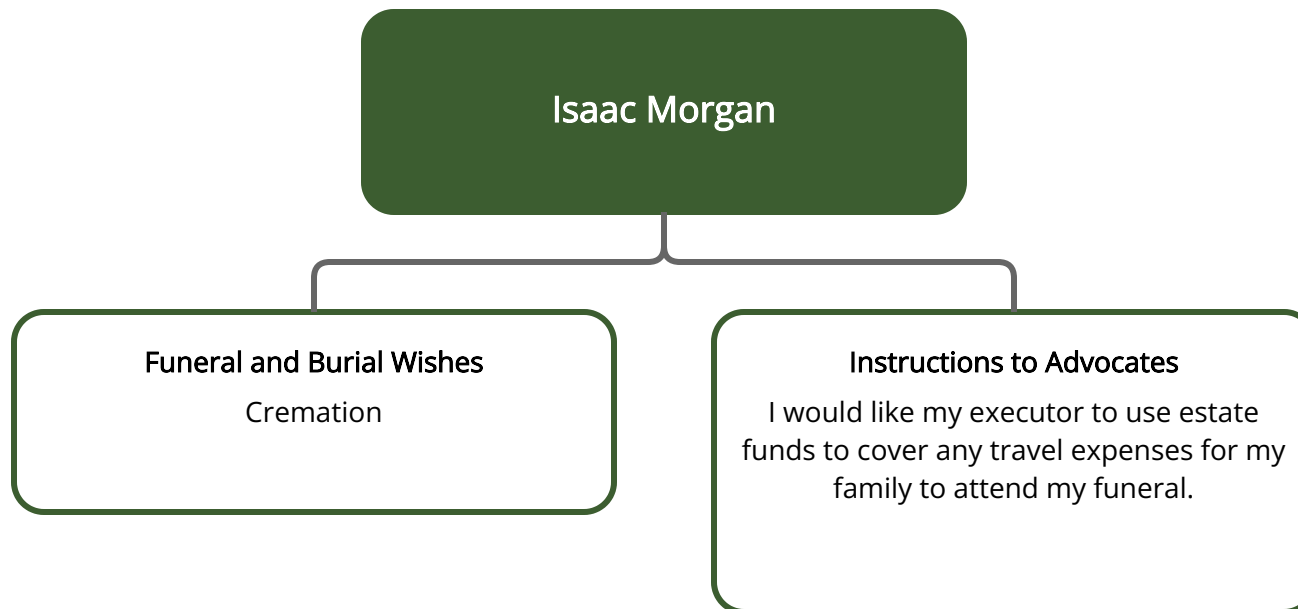 Isaac Morgan
Funeral and Burial Wishes
Cremation
Instructions to Advocates
I would like my executor to use estate
funds to cover any travel expenses for my
family to attend my funeral.